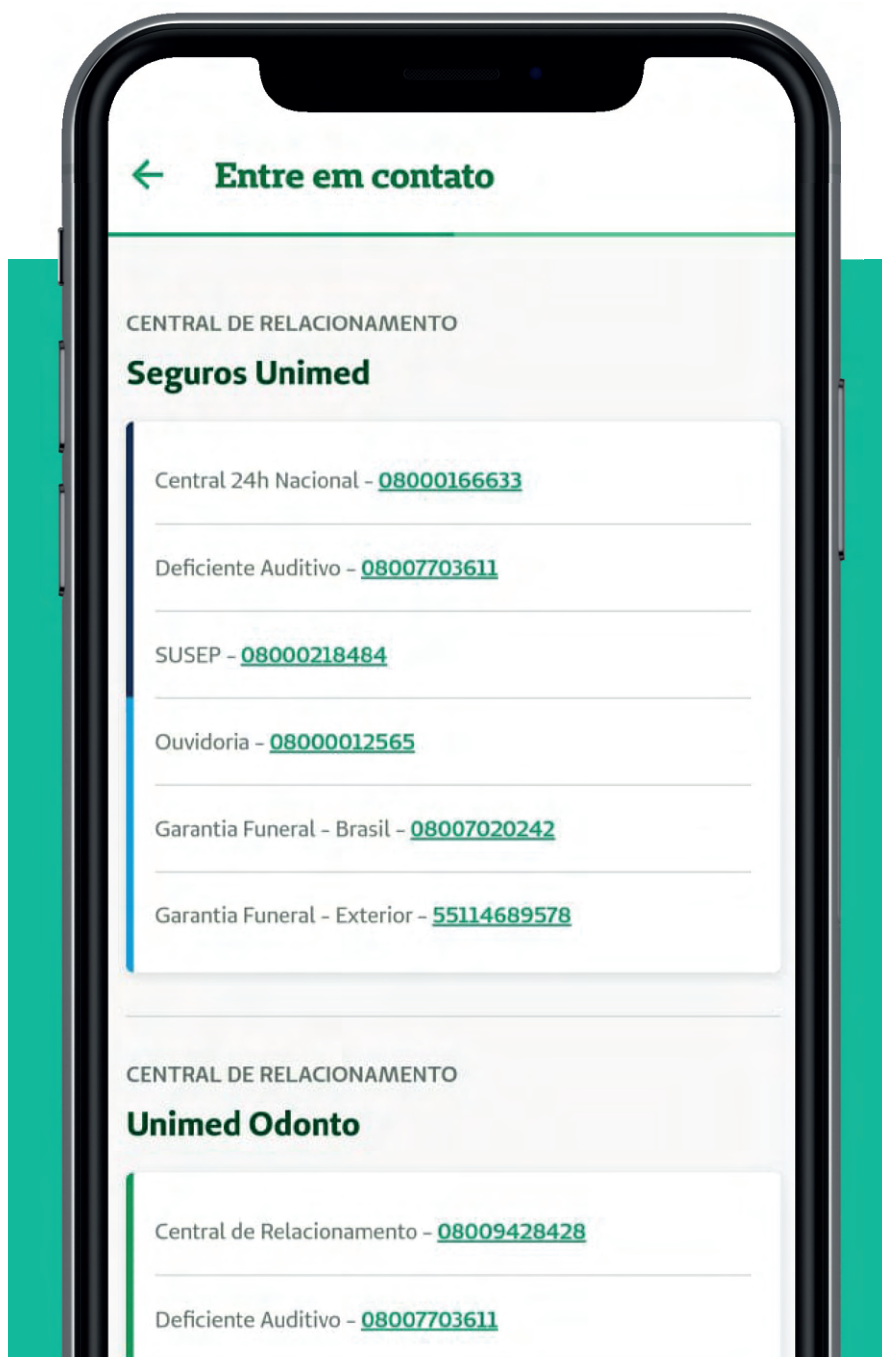 Entre em contato
CENTRAL DE RELACIONAMENTO
Seguros Unimed
Central 24h Nacional - 08000166633
Deficiente Auditivo - 08007703611
SUSEP - 08000218484
Ouvidoria - 08000012565
Garantia Funeral - Brasil - 08007020242
Garantia Funeral - Exterior - 55114689578
CENTRAL DE RELACIONAMENTO
Unimed Odonto
Central de Relacionamento - 08009428428
Deficiente Auditivo - 08007703611